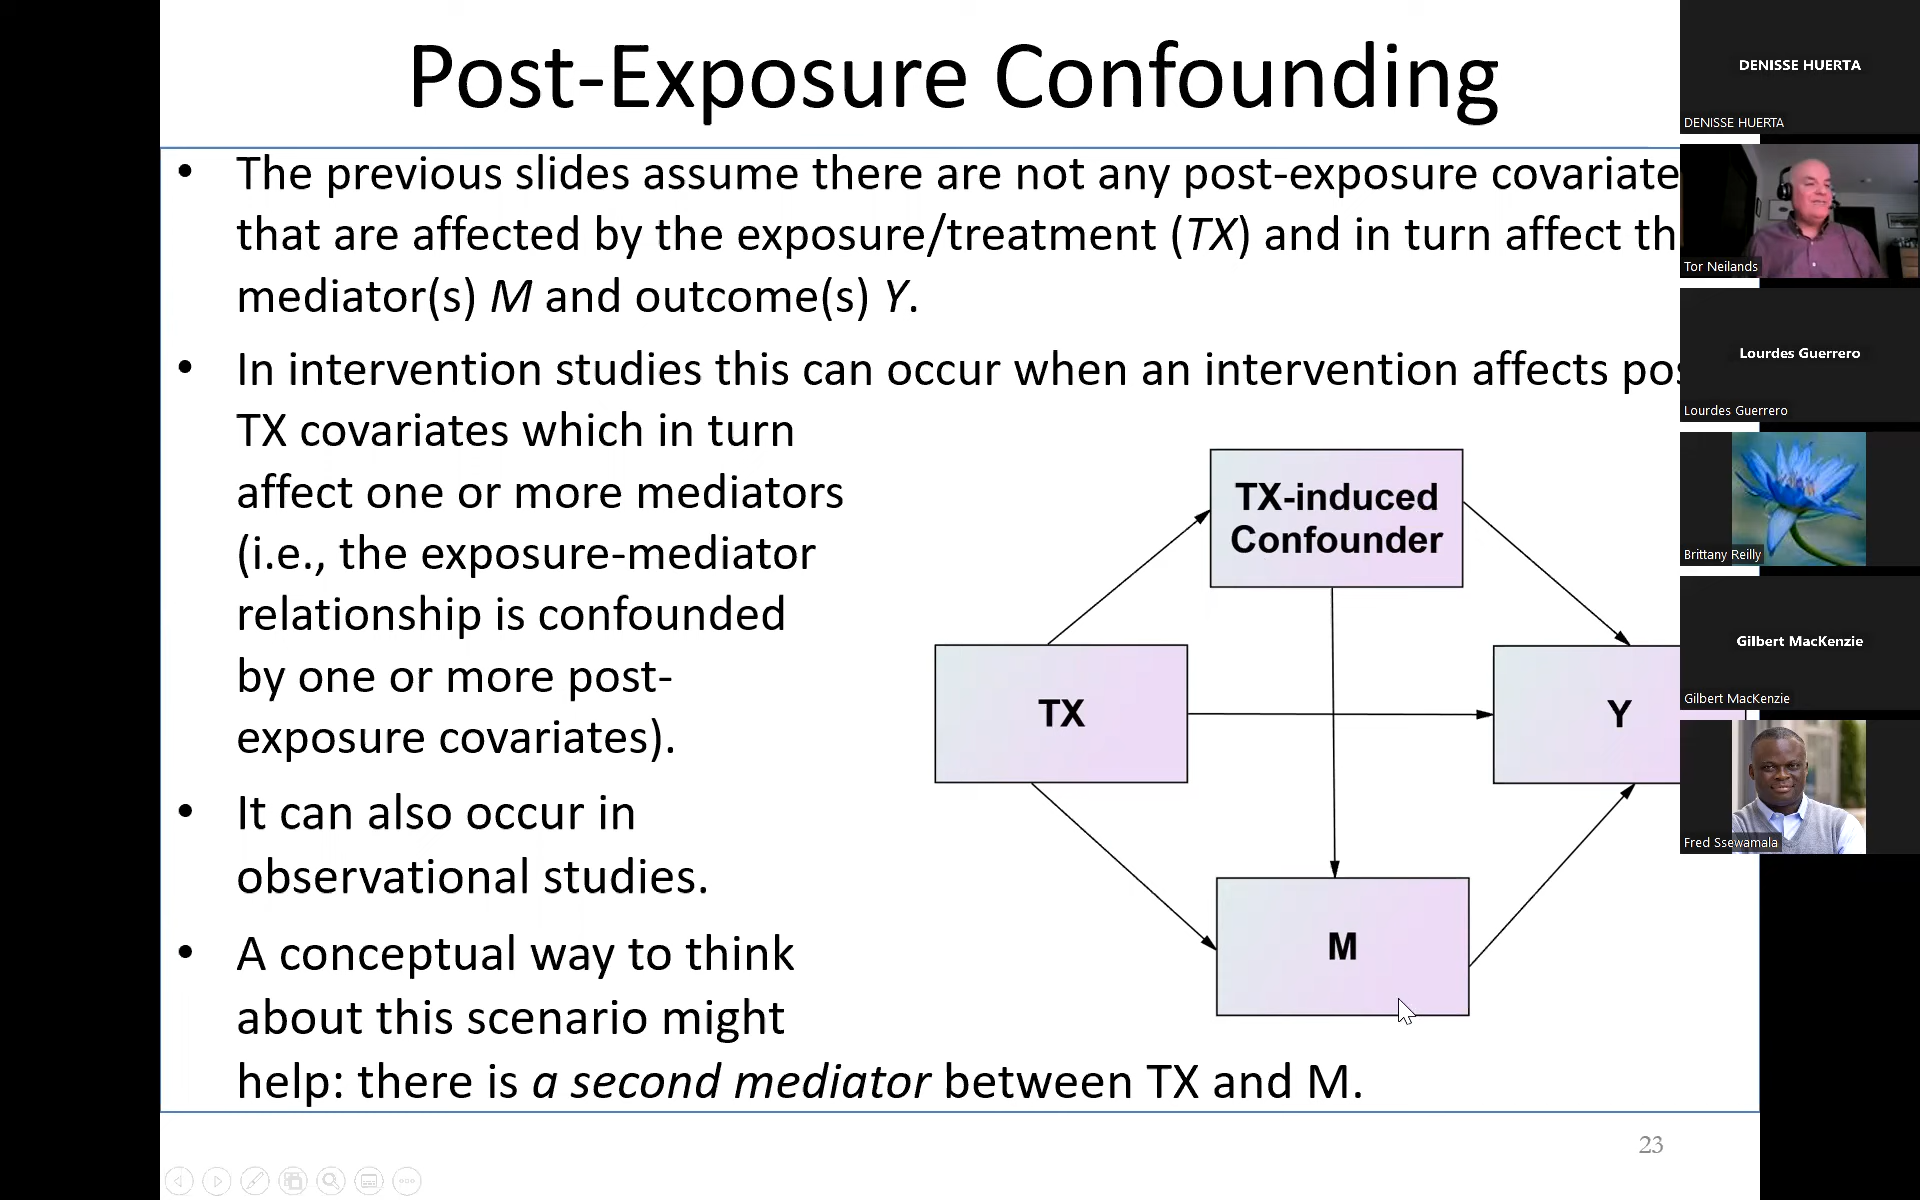 Post-Exposure Confounding
• The previous slides assume there are not any post-exposure covariate
that are affected by the exposure/treatment (TX) and in turn affect th
mediator(s) M and outcome(s) Y.
• In intervention studies this can occur when an intervention affects pos
TX covariates which in turn
affect one or more mediators
(i.e., the exposure-mediator
relationship is confounded
by one or more post-
exposure covariates).
• It can also occur in
observational studies.
• A conceptual way to think
about this scenario might
help: there is a second mediator between TX and M.
TX-induced
Confounder
TX
Y
M
23
DENISSE HUERTA
DENISSE HUERTA
Tor Neilands
Lourdes Guerrero
Lourdes Guerrero
Brittany Reilly
Gilbert MacKenzie
Gilbert MacKenzie
Fred Ssewamala